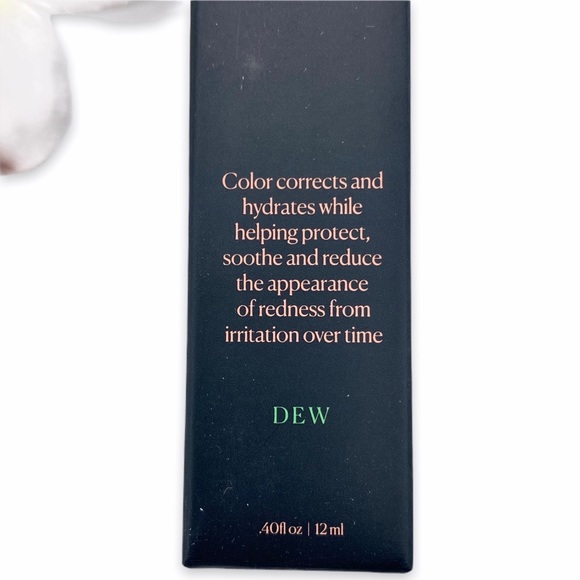 Color corrects and
hydrates while
helping protect,
soothe and reduce
the appearance
of redness from
irritation over time
DEW
.40fl oz | 12 ml